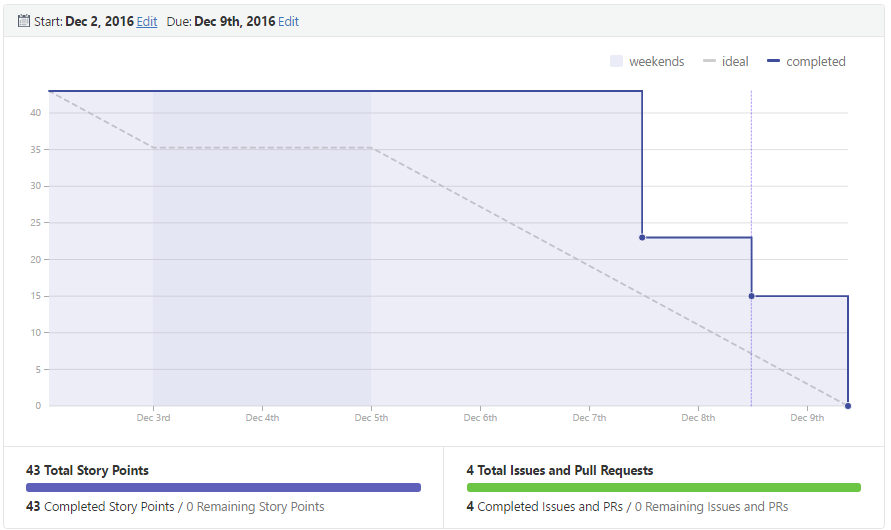 Start: Dec 2, 2016 Edit Due: Dec 9th, 2016 Edit
weekends ideal completed
40
35
30
25
20
15
10
5
0
Dec 3rd Dec 4th Dec 5th Dec 6th Dec 7th Dec 8th Dec 9th
43 Total Story Points
43 Completed Story Points / 0 Remaining Story Points
4 Total Issues and Pull Requests
4 Completed Issues and PRs / 0 Remaining Issues and PRs